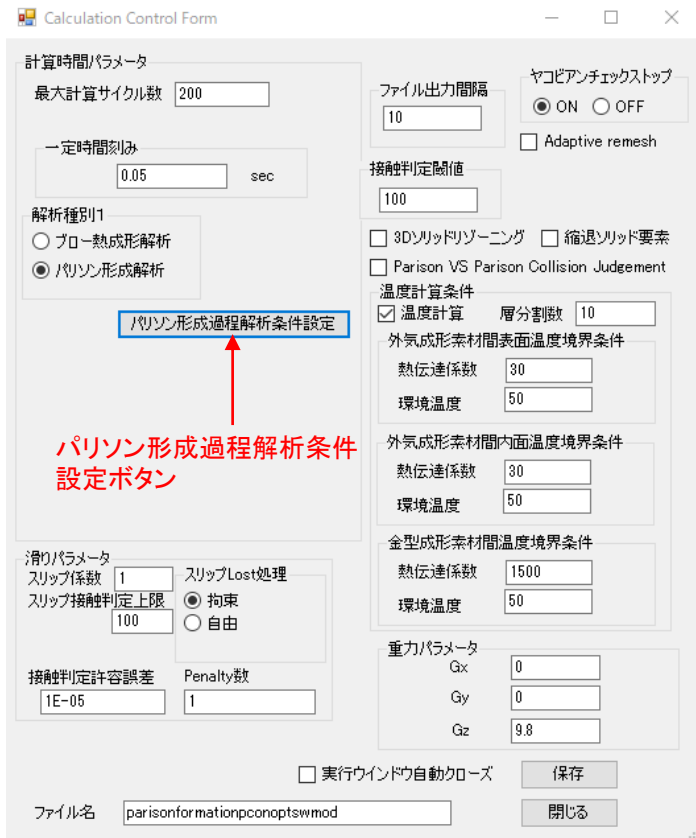 Calculation Control Form
計算時間パラメータ
最大計算サイクル数 200
一定時間刻み
0.05 sec
解析種別1
ブロー熱成形解析
パリソン形成解析
パリソン形成過程解析条件設定
パリソン形成過程解析条件
設定ボタン
滑りパラメータ
スリップ係数 1
スリップ接触判定上限
100
スリップLost処理
拘束
自由
接触判定許容誤差
1E-05
Penalty数
1
ファイル出力間隔
10
ヤコビアンチェックストップ
ON OFF
Adaptive remesh
接触判定閾値
100
3Dソリッドリゾーニング 縮退ソリッド要素
Parison VS Parison Collision Judgement
温度計算条件
温度計算 層分割数 10
外気成形素材間表面温度境界条件
熱伝達係数 30
環境温度 50
外気成形素材間内面温度境界条件
熱伝達係数 30
環境温度 50
金型成形素材間温度境界条件
熱伝達係数 1500
環境温度 50
重力パラメータ
Gx 0
Gy 0
Gz 9.8
実行ウインドウ自動クローズ 保存
ファイル名 parisonformationpconoptswmod 閉じる